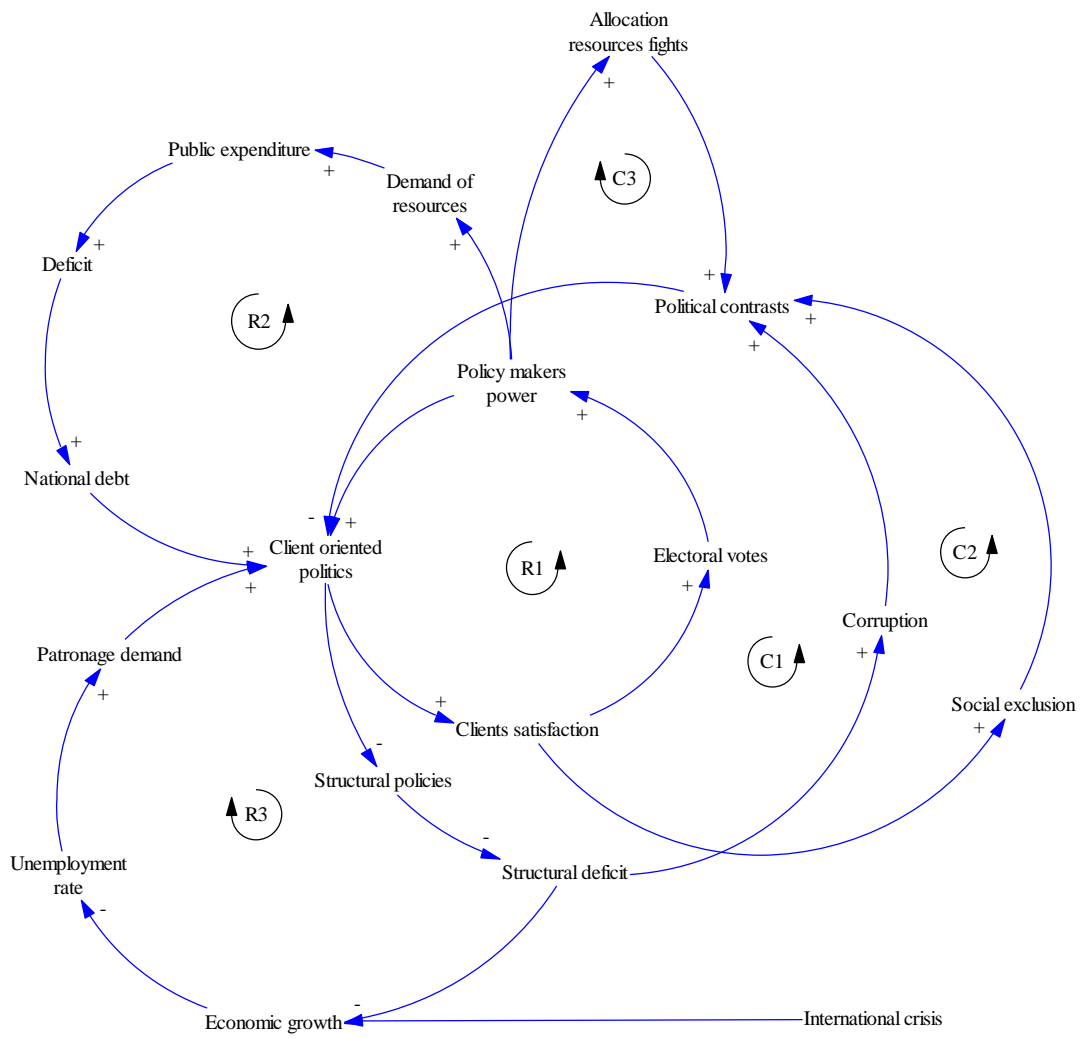 Allocation
resources fights
+
Public expenditure
+
Demand of
resources
C3
+
+
Deficit
+
Political contrasts
+
+
R2
Policy makers
power
+
+
National debt
-
+
Client oriented
politics
+
+
R1
Electoral votes
+
C2
Corruption
+
C1
Patronage demand
+
Social exclusion
+
+
Clients satisfaction
-
Structural policies
R3
-
Structural deficit
Unemployment
rate
-
-
Economic growth
International crisis